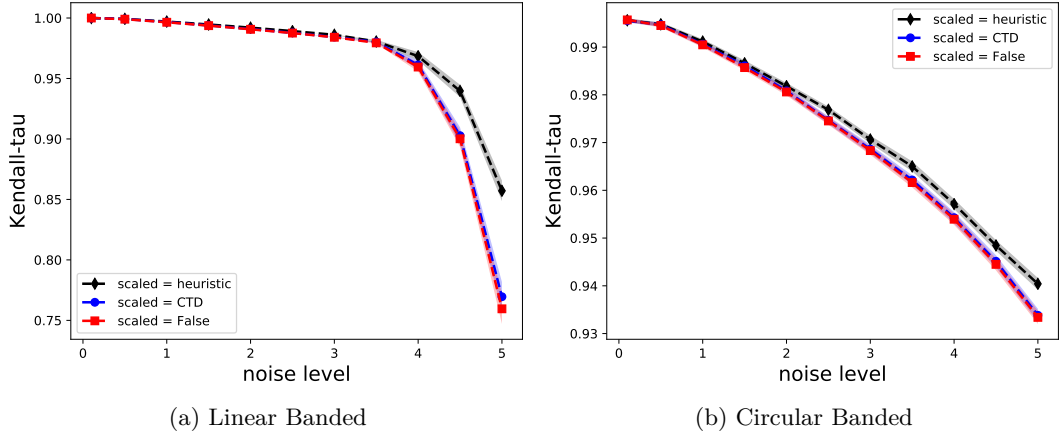 1.00
0.95
0.90
0.85
0.80
0.75
Kendall-tau
scaled = heuristic
scaled = CTD
scaled = False
0 1 2 3 4 5
noise level
(a) Linear Banded
0.99
0.98
0.97
0.96
0.95
0.94
0.93
Kendall-tau
scaled = heuristic
scaled = CTD
scaled = False
0 1 2 3 4 5
noise level
(b) Circular Banded